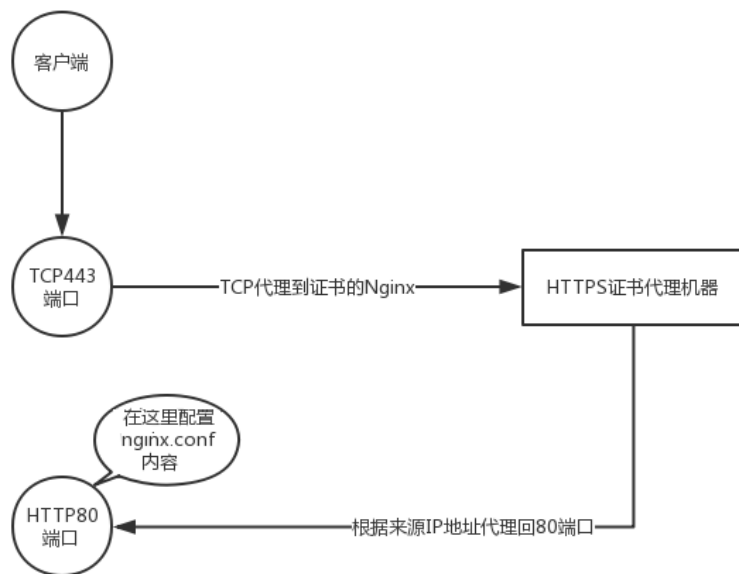 客户端
TCP443
端口
TCP代理到证书的Nginx
HTTPS证书代理机器
在这里配置
nginx.conf
内容
HTTP80
端口
根据来源IP地址代理回80端口